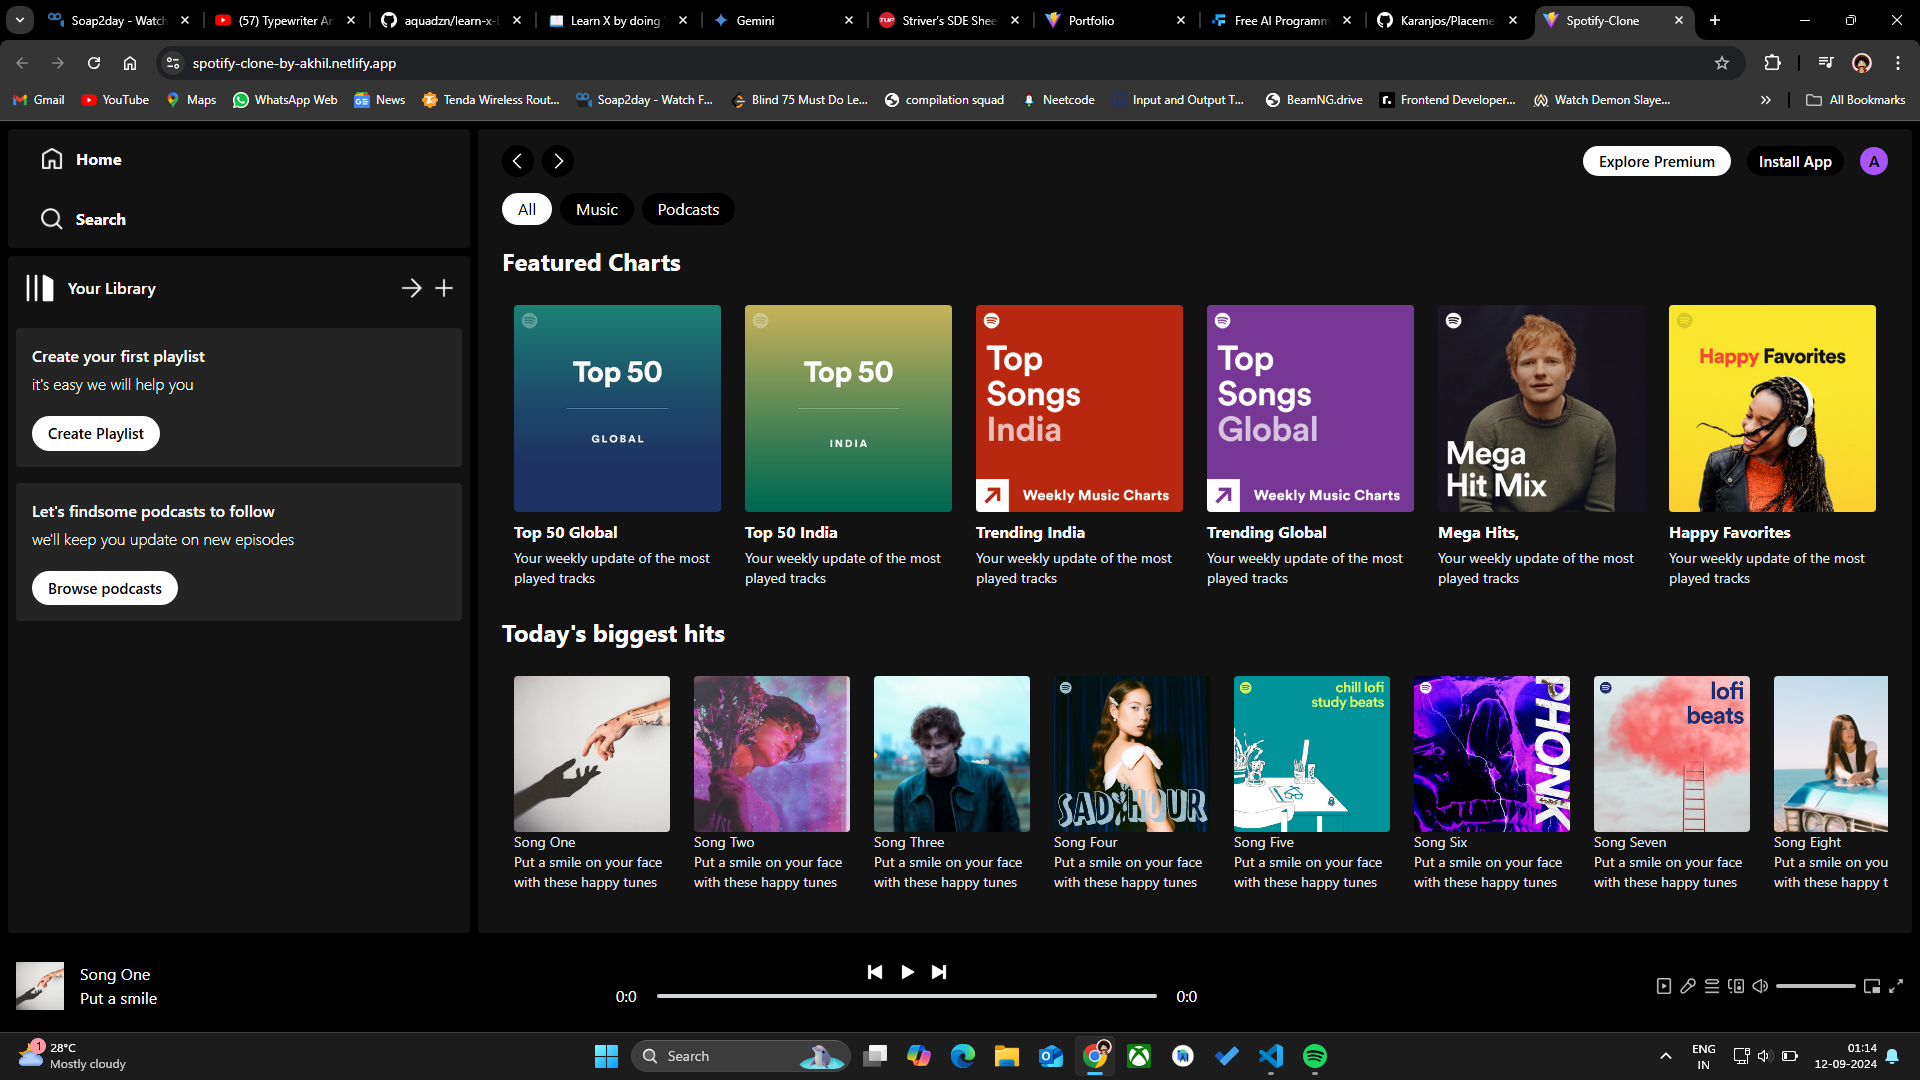 Soap2day - Watch
(57) Typewriter An
aquadzn/learn-x-b
Learn X by doing
Gemini
Striver's SDE Shee
Portfolio
Free AI Programm
Karanjos/Placeme
Spotify-Clone
spotify-clone-by-akhil.netlify.app
Gmail
YouTube
Maps
WhatsApp Web
News
Tenda Wireless Rout...
Soap2day - Watch F...
Blind 75 Must Do Le...
compilation squad
Neetcode
Input and Output T...
BeamNG.drive
Frontend Developer...
Watch Demon Slaye...
All Bookmarks
Home
Search
Your Library
Create your first playlist
it's easy we will help you
Create Playlist
Let's findsome podcasts to follow
we'll keep you update on new episodes
Browse podcasts
Explore Premium
Install App
A
All
Music
Podcasts
Featured Charts
Top 50
GLOBAL
Top 50 Global
Your weekly update of the most
played tracks
Top 50
INDIA
Top 50 India
Your weekly update of the most
played tracks
Top
Songs
India
Weekly Music Charts
Trending India
Your weekly update of the most
played tracks
Top
Songs
Global
Weekly Music Charts
Trending Global
Your weekly update of the most
played tracks
Mega
Hit Mix
Mega Hits,
Your weekly update of the most
played tracks
Happy Favorites
Happy Favorites
Your weekly update of the most
played tracks
Today's biggest hits
Song One
Put a smile on your face
with these happy tunes
Song Two
Put a smile on your face
with these happy tunes
Song Three
Put a smile on your face
with these happy tunes
SAD HOUR
Song Four
Put a smile on your face
with these happy tunes
chill lofi
study beats
Song Five
Put a smile on your face
with these happy tunes
PHONK
Song Six
Put a smile on your face
with these happy tunes
lofi
beats
Song Seven
Put a smile on your face
with these happy tunes
Song Eight
Put a smile on you
with these happy t
Song One
Put a smile
0:0
0:0
1
28°C
Mostly cloudy
Search
ENG
IN
01:14
12-09-2024